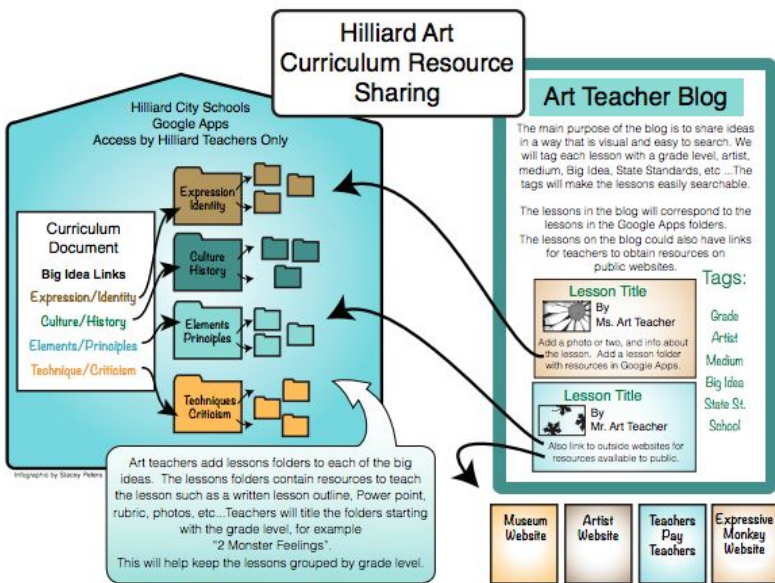 Hilliard Art
Curriculum Resource
Sharing
Hilliard City Schools
Google Apps
Access by Hilliard Teachers Only
Curriculum
Document
Big Idea Links
Expression/Identity
Culture/History
Elements/Principles
Technique/Criticism
Expression
Identity
Culture
History
Elements
Principles
Techniques
Criticism
Art teachers add lessons folders to each of the big
ideas. The lessons folders contain resources to teach
the lesson such as a written lesson outline, Power point,
rubric, photos, etc...Teachers will title the folders starting
with the grade level, for example
"2 Monster Feelings".
This will help keep the lessons grouped by grade level.
Infographic by Stacey Peters
Art Teacher Blog
The main purpose of the blog is to share ideas
in a way that is visual and easy to search. We
will tag each lesson with a grade level, artist,
medium, Big Idea, State Standards, etc ...The
tags will make the lessons easily searchable.
The lessons in the blog will correspond to the
lessons in the Google Apps folders.
The lessons on the blog could also have links
for teachers to obtain resources on
public websites.
Lesson Title
By
Ms. Art Teacher
Add a photo or two, and info about
the lesson. Add a lesson folder
with resources in Google Apps.
Lesson Title
By
Mr. Art Teacher
Also link to outside websites for
resources available to public.
Tags:
Grade
Artist
Medium
Big Idea
State St.
School
Museum
Website
Artist
Website
Teachers
Pay
Teachers
Expressive
Monkey
Website